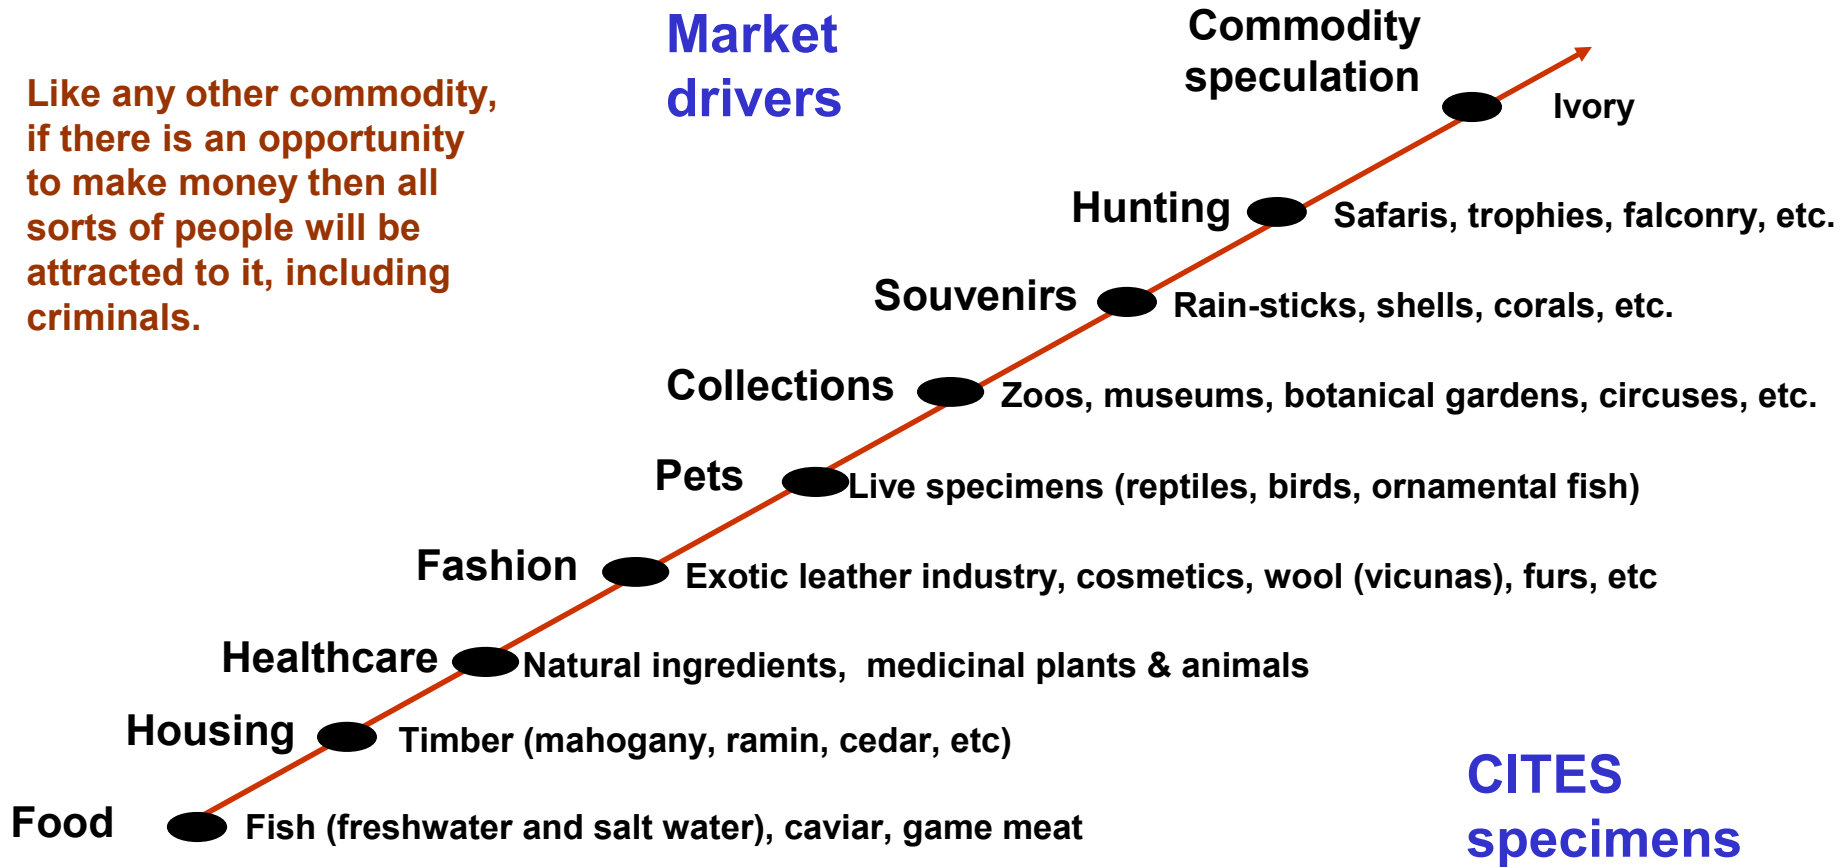 Market
drivers
Commodity
speculation
Ivory
Like any other commodity,
if there is an opportunity
to make money then all
sorts of people will be
attracted to it, including
criminals.
Hunting
Safaris, trophies, falconry, etc.
Souvenirs
Rain-sticks, shells, corals, etc.
Collections
Zoos, museums, botanical gardens, circuses, etc.
Pets
Live specimens (reptiles, birds, ornamental fish)
Fashion
Exotic leather industry, cosmetics, wool (vicunas), furs, etc
Healthcare
Natural ingredients,  medicinal plants & animals
Housing
Timber (mahogany, ramin, cedar, etc)
Food
Fish (freshwater and salt water), caviar, game meat
CITES
specimens